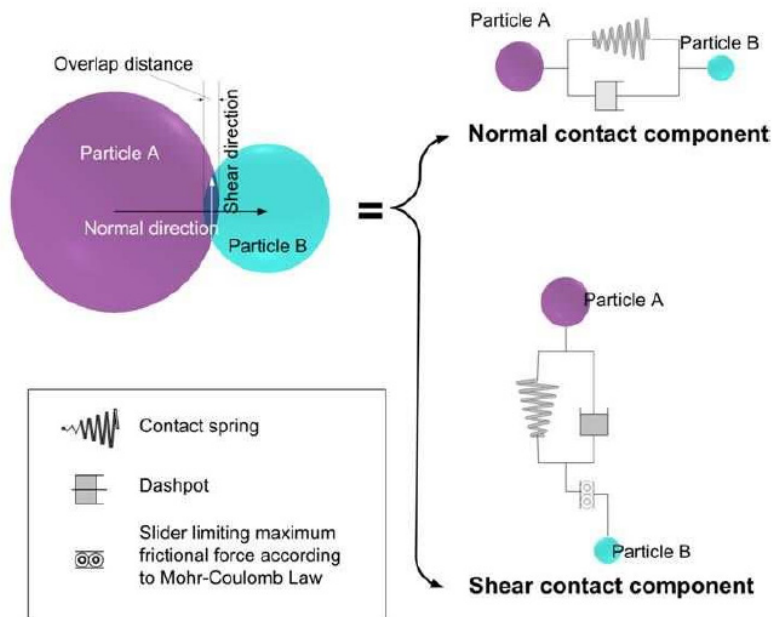 Overlap distance
Particle A
Shear direction
Normal direction
Particle B
=
Particle A
Particle B
Normal contact component
Particle A
Particle B
Shear contact component
Contact spring
Dashpot
Slider limiting maximum
frictional force according
to Mohr-Coulomb Law